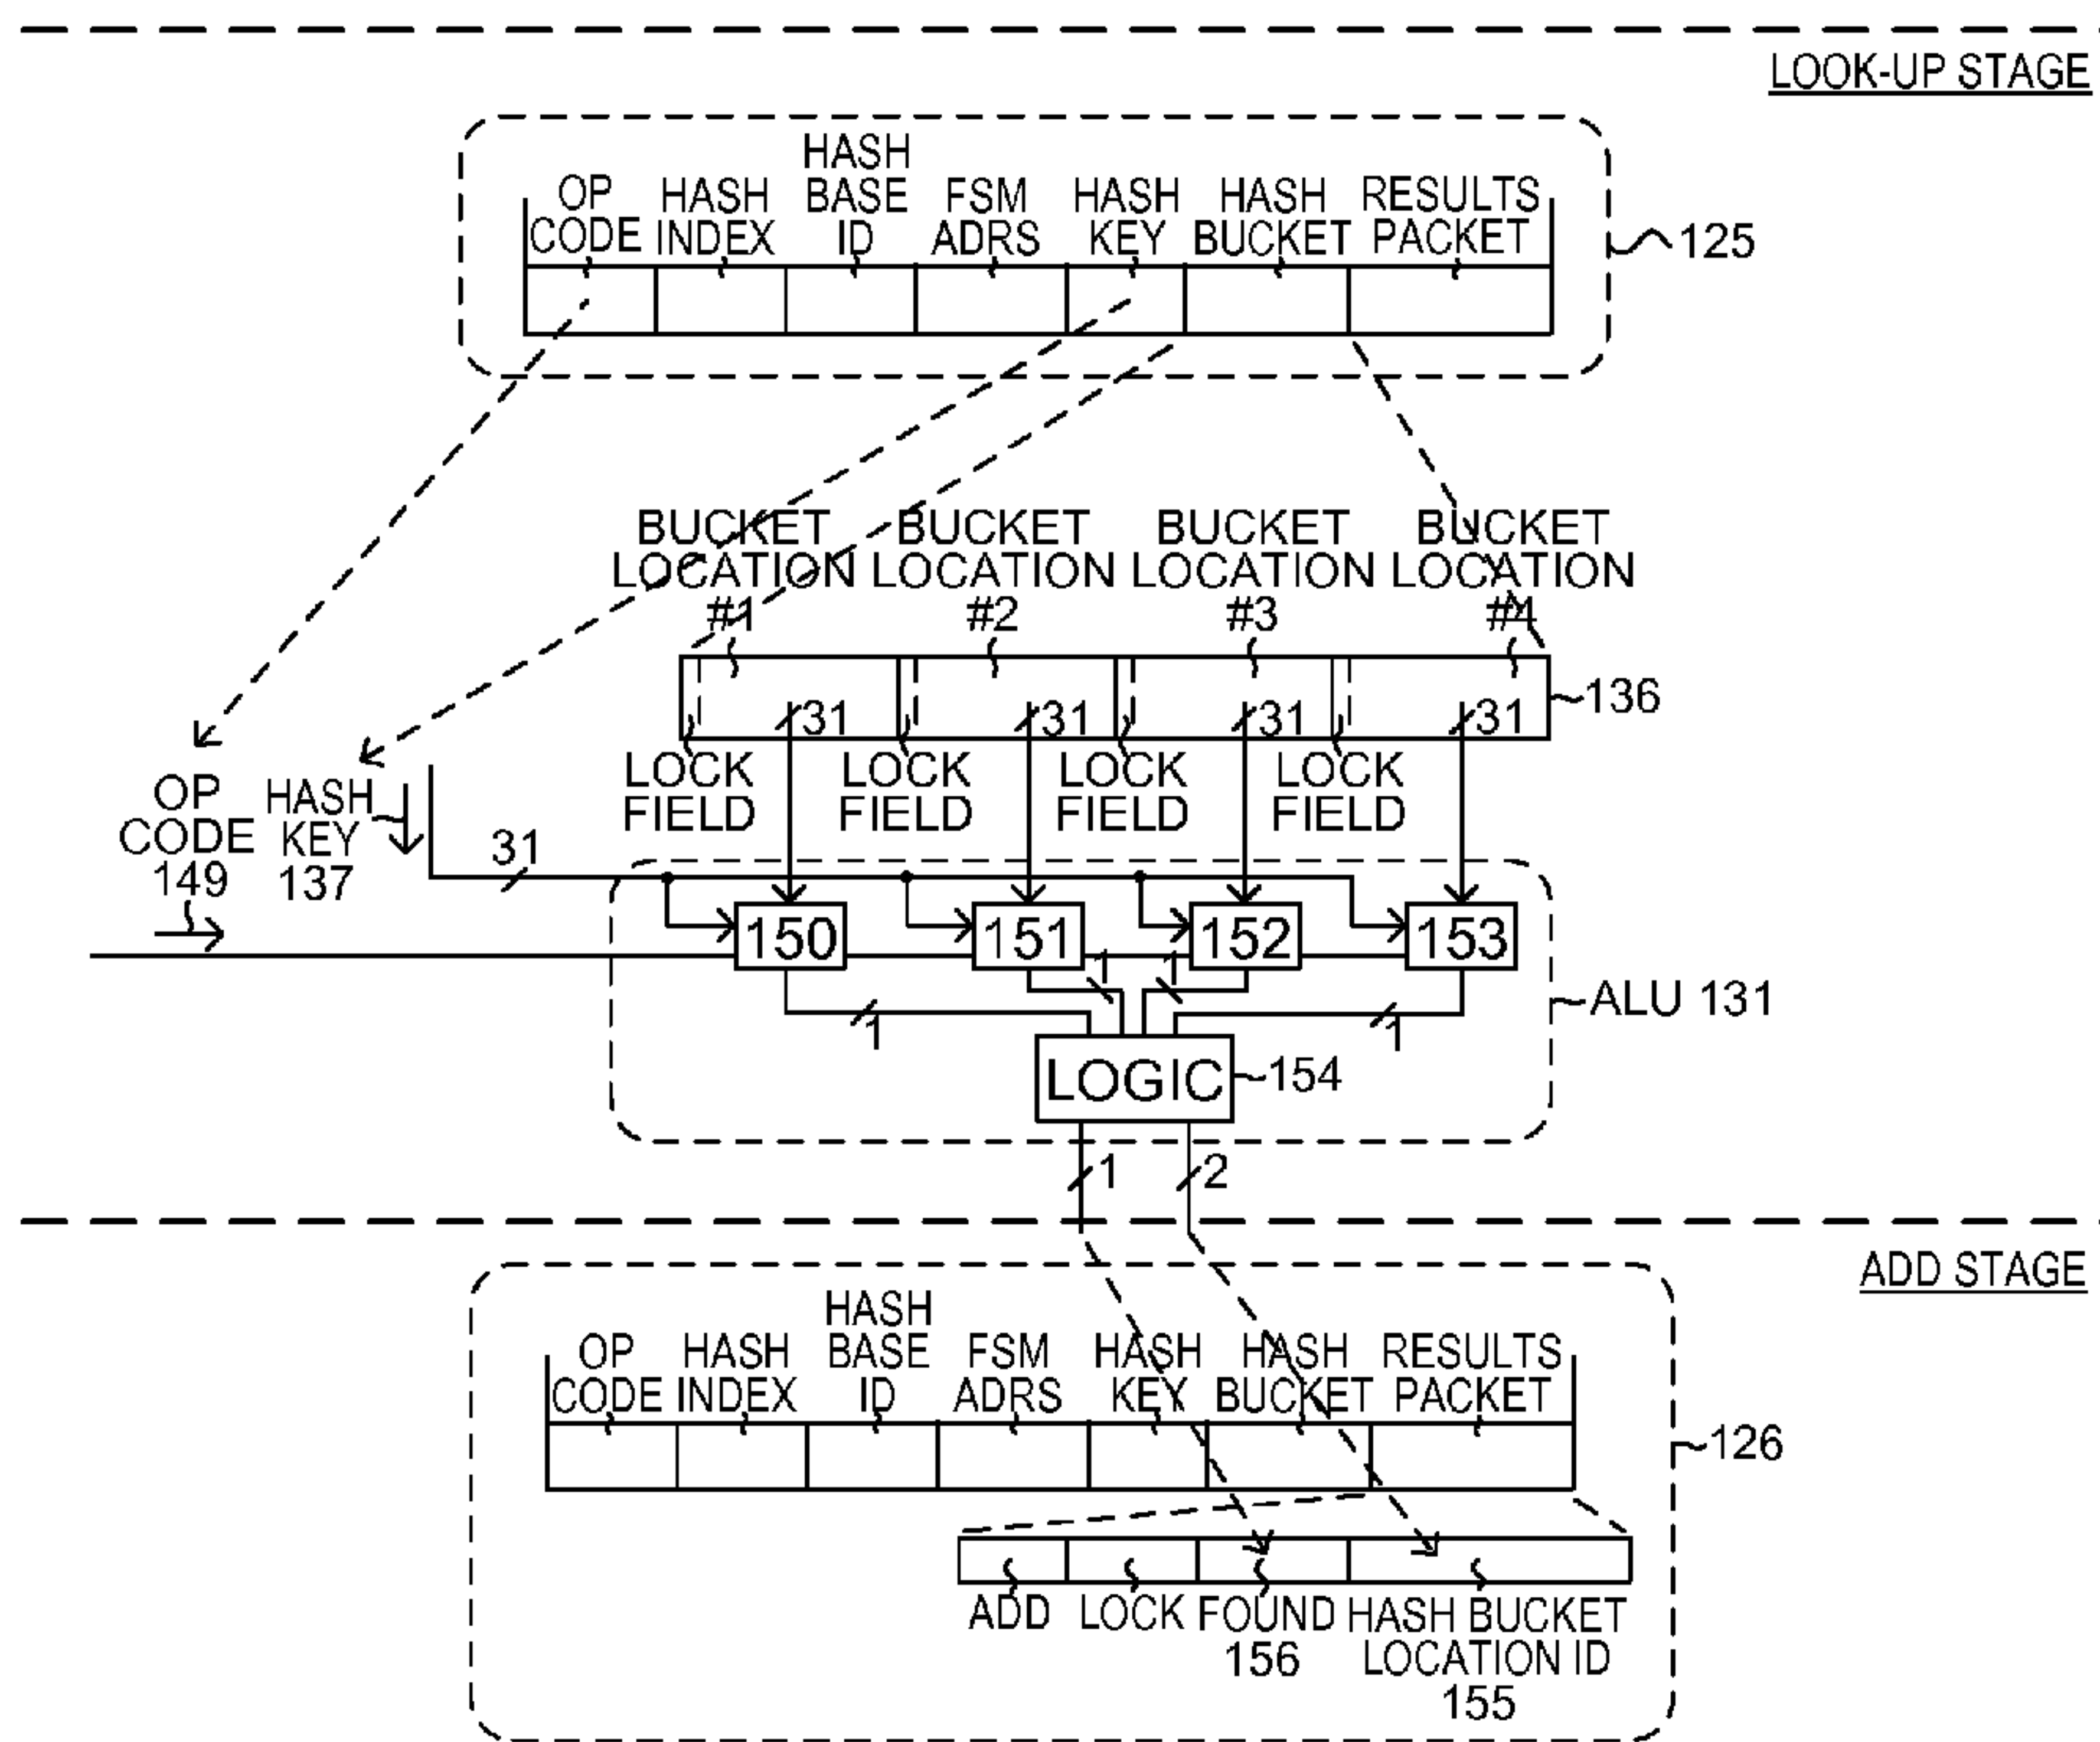 LOOK-UP STAGE
OP CODE
HASH INDEX
HASH BASE ID
FSM ADRS
HASH KEY
HASH BUCKET
RESULTS PACKET
125
BUCKET LOCATION #1
BUCKET LOCATION #2
BUCKET LOCATION #3
BUCKET LOCATION #4
31
31
31
31
136
LOCK FIELD
LOCK FIELD
LOCK FIELD
LOCK FIELD
OP CODE 149
HASH KEY 137
31
150
151
152
153
1
1
1
1
ALU 131
LOGIC
154
1
2
ADD STAGE
OP CODE
HASH INDEX
HASH BASE ID
FSM ADRS
HASH KEY
HASH BUCKET
RESULTS PACKET
126
ADD
LOCK
FOUND 156
HASH BUCKET LOCATION ID 155